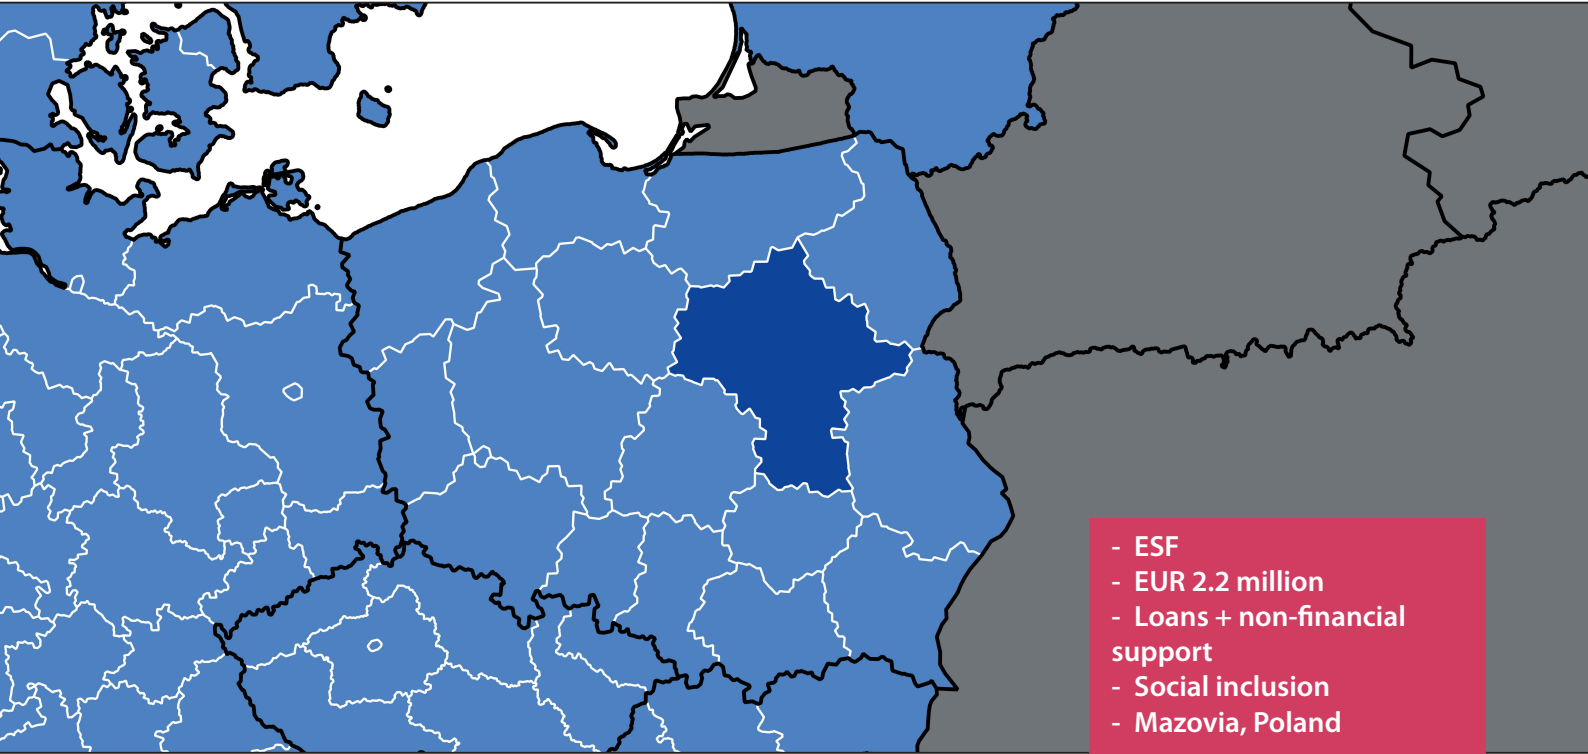 - ESF
- EUR 2.2 million
- Loans + non-financial
support
- Social inclusion
- Mazovia, Poland